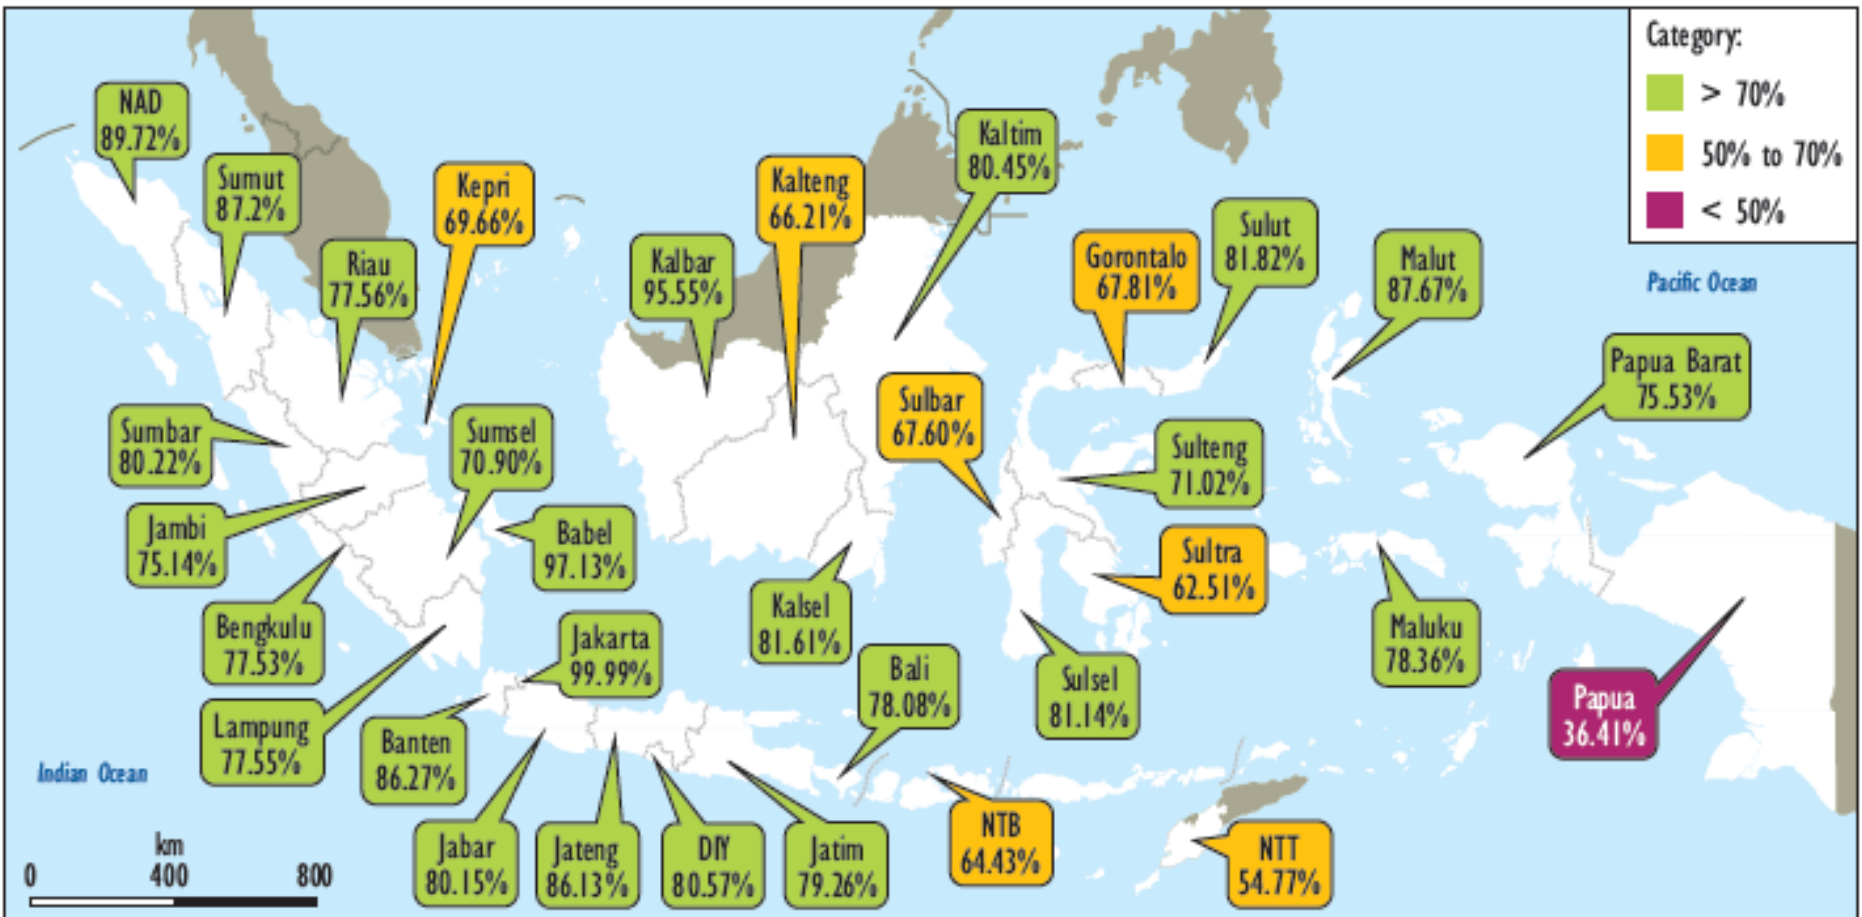 Category:
> 70%
50% to 70%
< 50%
NAD
89.72%
Sumut
87.2%
Riau
77.56%
Kepri
69.66%
Kalbar
95.55%
Kalteng
66.21%
Kaltim
80.45%
Gorontalo
67.81%
Sulut
81.82%
Malut
87.67%
Pacific Ocean
Papua Barat
75.53%
Sumbar
80.22%
Sumsel
70.90%
Sulbar
67.60%
Sulteng
71.02%
Jambi
75.14%
Babel
97.13%
Sultra
62.51%
Bengkulu
77.53%
Jakarta
99.99%
Kalsel
81.61%
Bali
78.08%
Sulsel
81.14%
Maluku
78.36%
Papua
36.41%
Lampung
77.55%
Banten
86.27%
Indian Ocean
Jabar
80.15%
Jateng
86.13%
DIY
80.57%
Jatim
79.26%
NTB
64.43%
NTT
54.77%
km
0 400 800